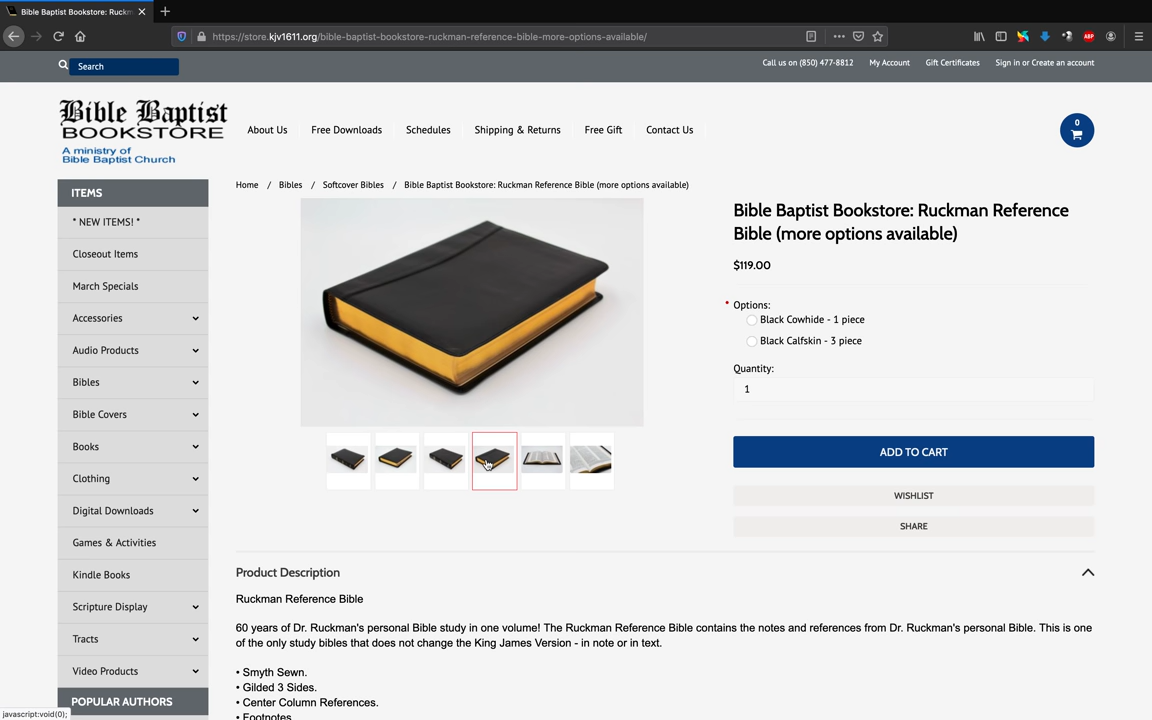 Bible Baptist Bookstore: Ruckm
https://store.kjv1611.org/bible-baptist-bookstore-ruckman-reference-bible-more-options-available/
ABP
Search
Call us on (850) 477-8812
My Account
Gift Certificates
Sign in or Create an account
Bible Baptist
BOOKSTORE
A ministry of
Bible Baptist Church
About Us
Free Downloads
Schedules
Shipping & Returns
Free Gift
Contact Us
0
ITEMS
* NEW ITEMS! *
Closeout Items
March Specials
Accessories
Audio Products
Bibles
Bible Covers
Books
Clothing
Digital Downloads
Games & Activities
Kindle Books
Scripture Display
Tracts
Video Products
POPULAR AUTHORS
Home / Bibles / Softcover Bibles / Bible Baptist Bookstore: Ruckman Reference Bible (more options available)
Bible Baptist Bookstore: Ruckman Reference
Bible (more options available)
$119.00
* Options:
Black Cowhide - 1 piece
Black Calfskin - 3 piece
Quantity:
1
ADD TO CART
WISHLIST
SHARE
Product Description
Ruckman Reference Bible
60 years of Dr. Ruckman's personal Bible study in one volume! The Ruckman Reference Bible contains the notes and references from Dr. Ruckman's personal Bible. This is one
of the only study bibles that does not change the King James Version - in note or in text.
• Smyth Sewn.
• Gilded 3 Sides.
• Center Column References.
• Footnotes
javascript:void(0);